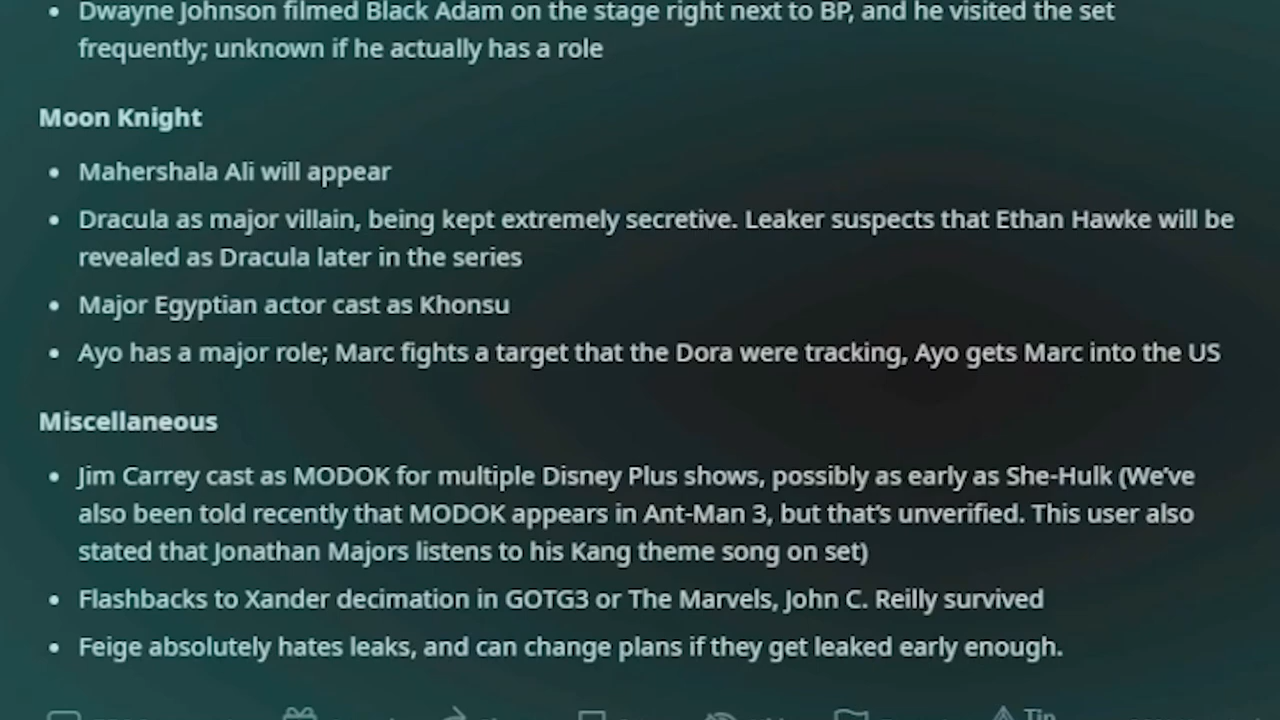 • Dwayne Johnson filmed Black Adam on the stage right next to BP, and he visited the set
frequently; unknown if he actually has a role
Moon Knight
• Mahershala Ali will appear
• Dracula as major villain, being kept extremely secretive. Leaker suspects that Ethan Hawke will be
revealed as Dracula later in the series
• Major Egyptian actor cast as Khonsu
• Ayo has a major role; Marc fights a target that the Dora were tracking, Ayo gets Marc into the US
Miscellaneous
• Jim Carrey cast as MODOK for multiple Disney Plus shows, possibly as early as She-Hulk (We've
also been told recently that MODOK appears in Ant-Man 3, but that's unverified. This user also
stated that Jonathan Majors listens to his Kang theme song on set)
• Flashbacks to Xander decimation in GOTG3 or The Marvels, John C. Reilly survived
• Feige absolutely hates leaks, and can change plans if they get leaked early enough.
Tip